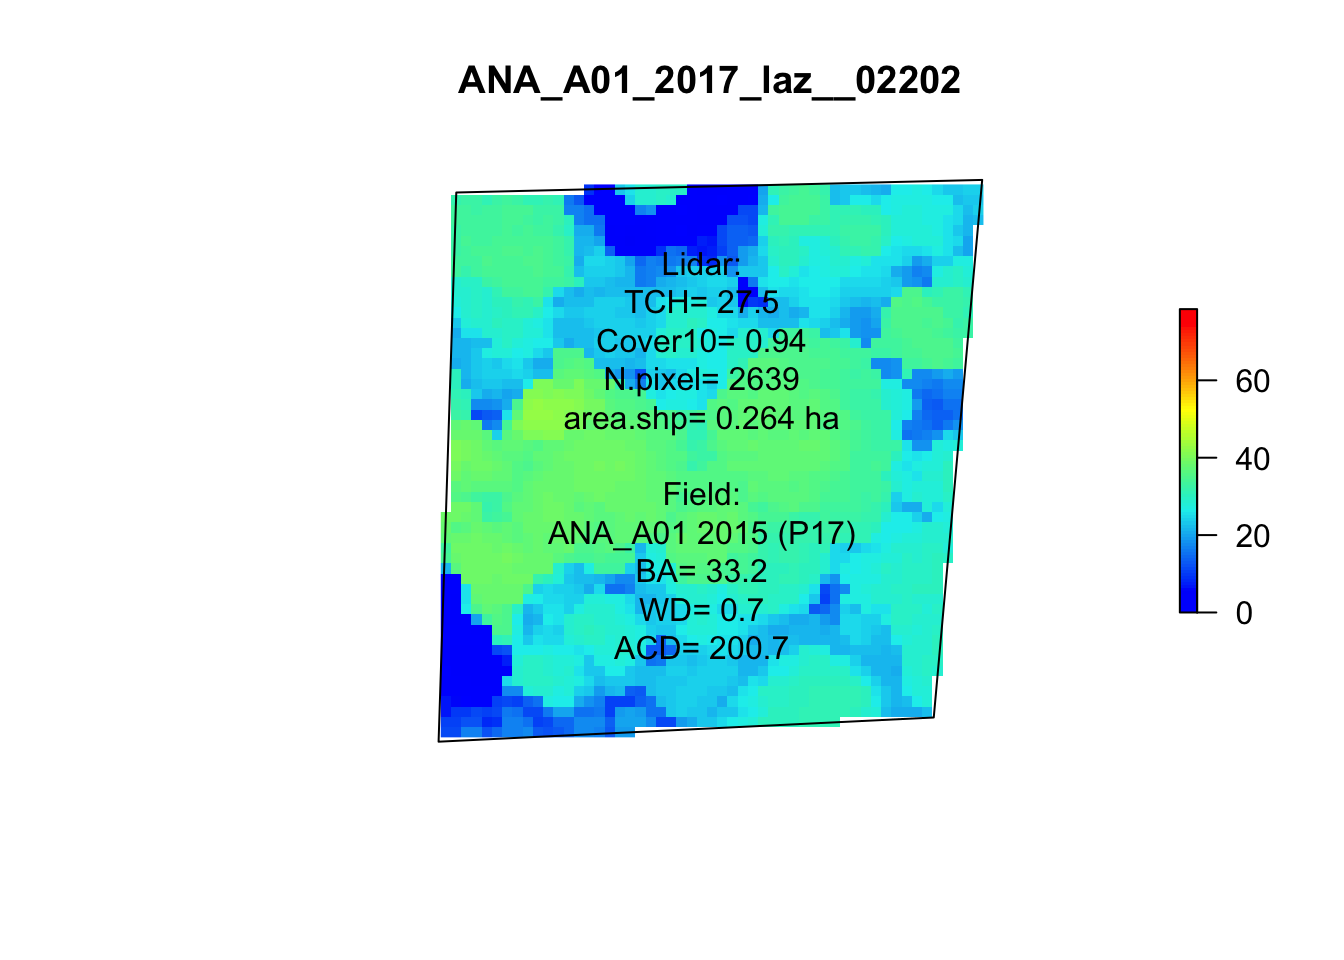 ANA_A01_2017_laz__02202
Lidar:
TCH= 27.5
Cover10= 0.94
N.pixel= 2639
area.shp= 0.264 ha
Field:
ANA_A01 2015 (P17)
BA= 33.2
WD= 0.7
ACD= 200.7
60
40
20
0